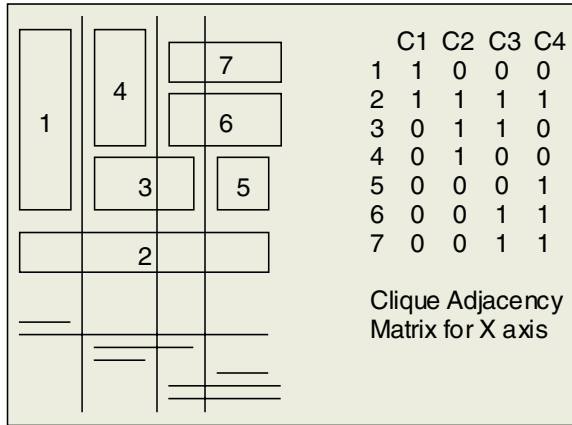 7
4
1
6
3
5
2
C1 C2 C3 C4
1 1 0 0 0
2 1 1 1 1
3 0 1 1 0
4 0 1 0 0
5 0 0 0 1
6 0 0 1 1
7 0 0 1 1
Clique Adjacency
Matrix for X axis